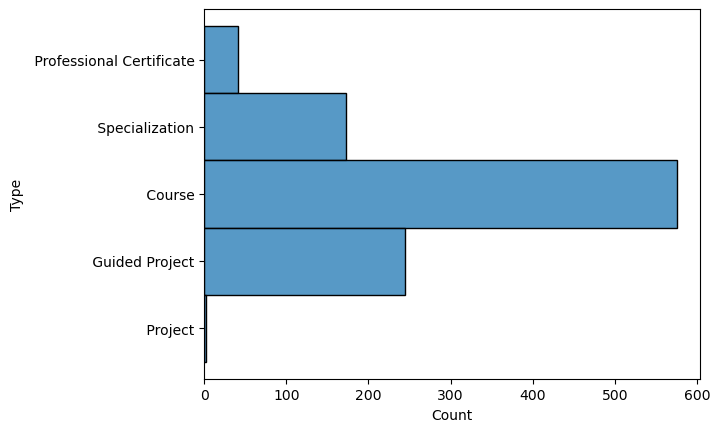 Professional Certificate
Specialization
Course
Guided Project
Project
Type
0 100 200 300 400 500 600
Count